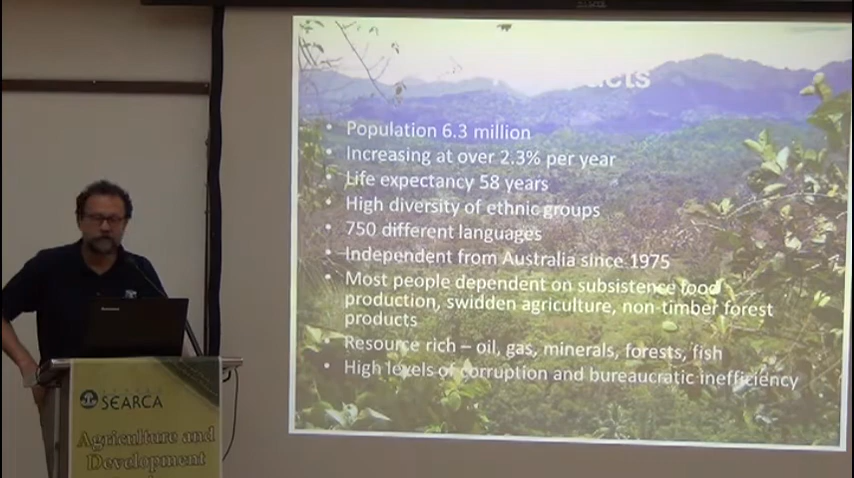 • Population 6.3 million
• Increasing at over 2.3% per year
• Life expectancy 58 years
• High diversity of ethnic groups
• 750 different languages
• Independent from Australia since 1975
• Most people dependent on subsistence food
production, swidden agriculture, non-timber forest
products
• Resource rich – oil, gas, minerals, forests, fish
• High levels of corruption and bureaucratic inefficiency
SEARCA
Agriculture and
Development